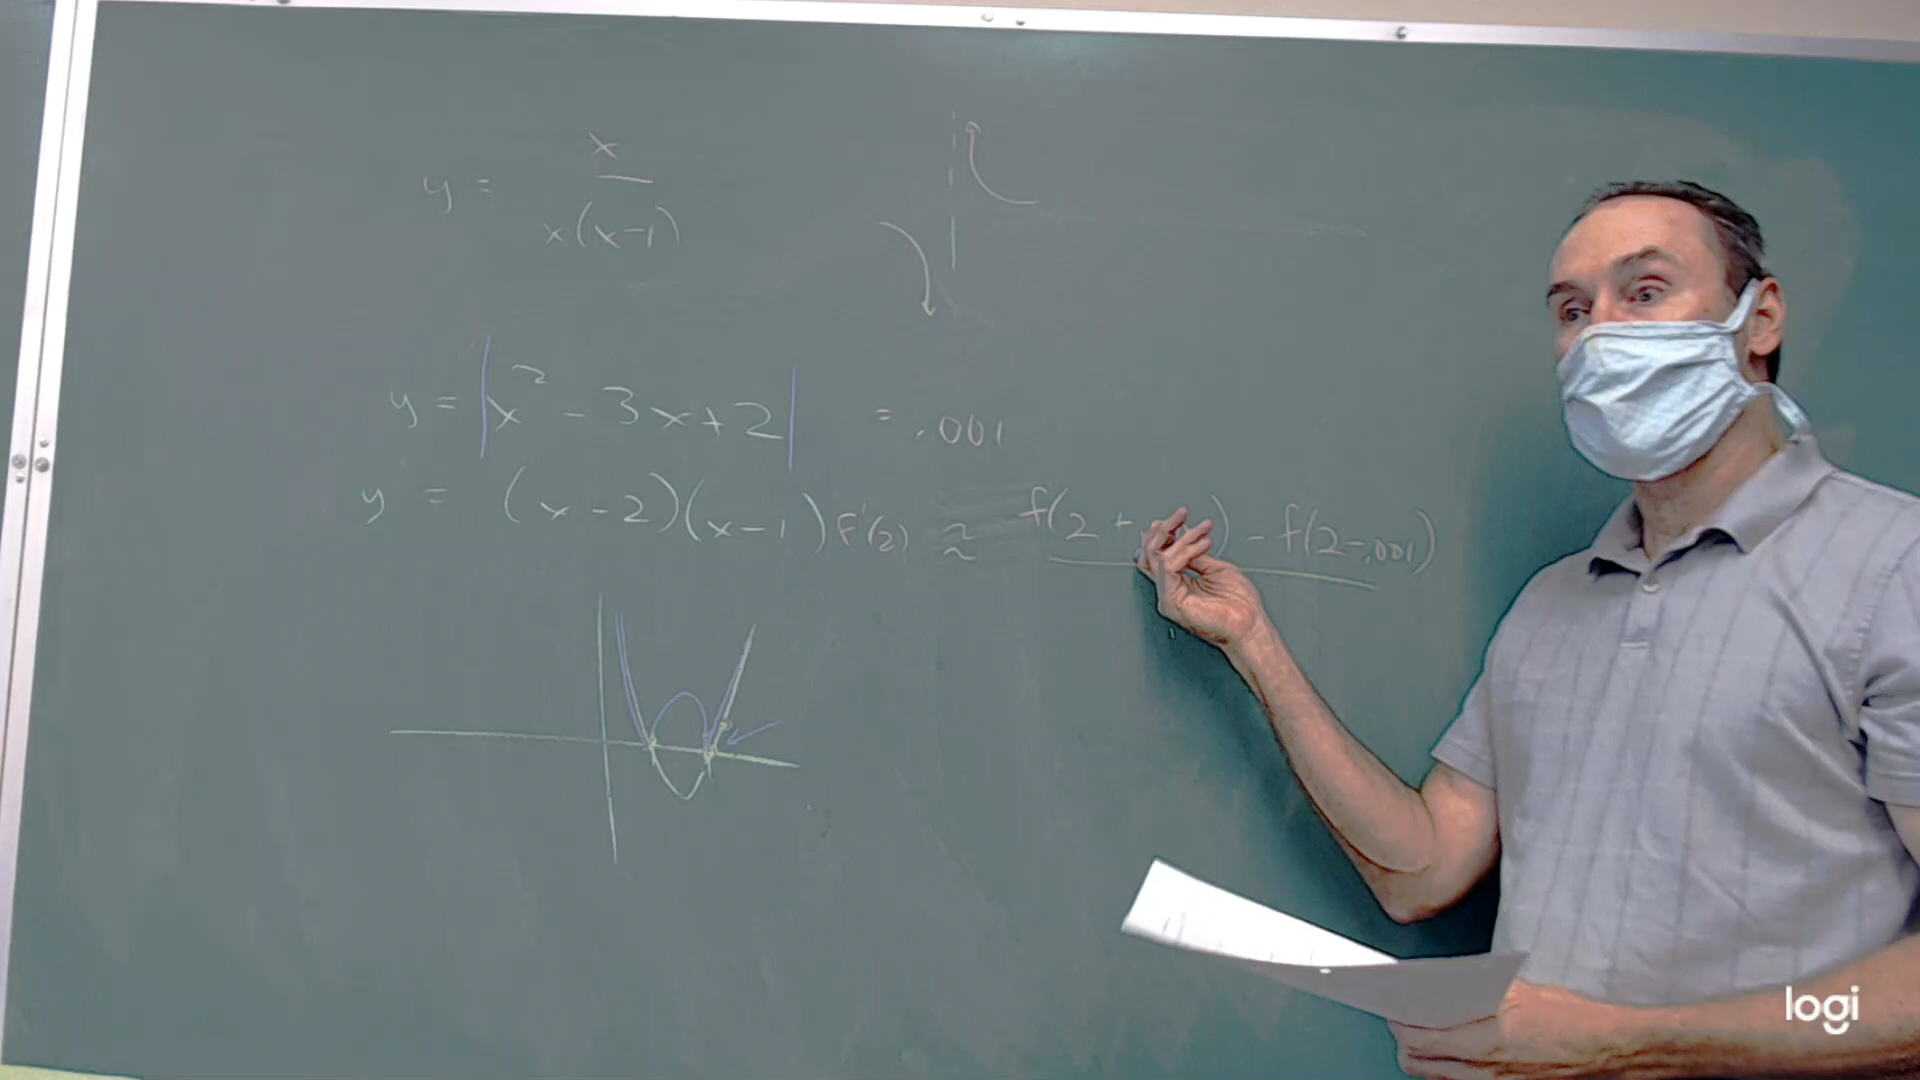 y = x / x(x-1)
y = |x² - 3x + 2| = .001
y = (x-2)(x-1) F'(2) ≈ f(2 + ) - f(2-.001)
logi